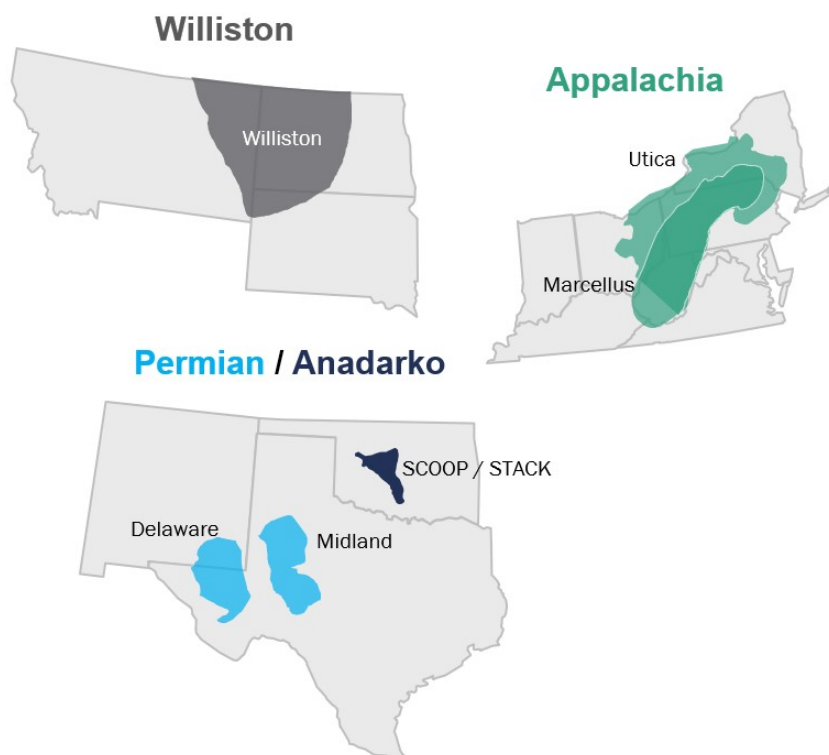 Williston
Williston
Appalachia
Utica
Marcellus
Permian / Anadarko
SCOOP / STACK
Delaware
Midland